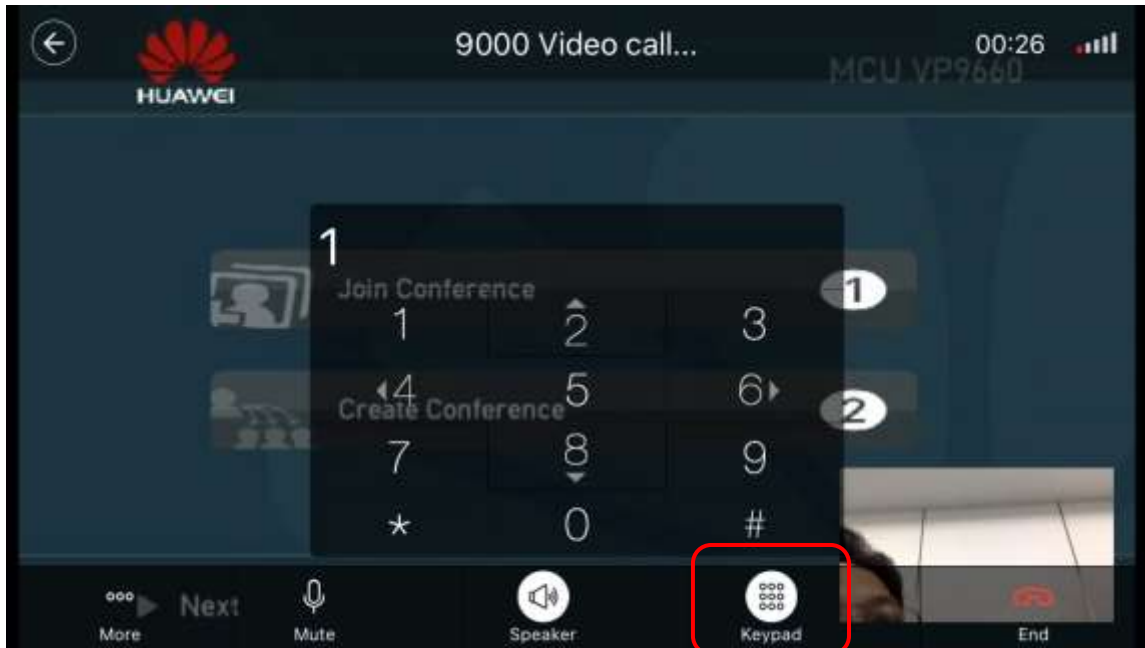 HUAWEI
9000 Video call...
00:26
MCU VP9660
1
Join Conference
1
1 2 3
4 5 6
Create Conference
2
7 8 9
* 0 #
Next
More Mute Speaker Keypad End